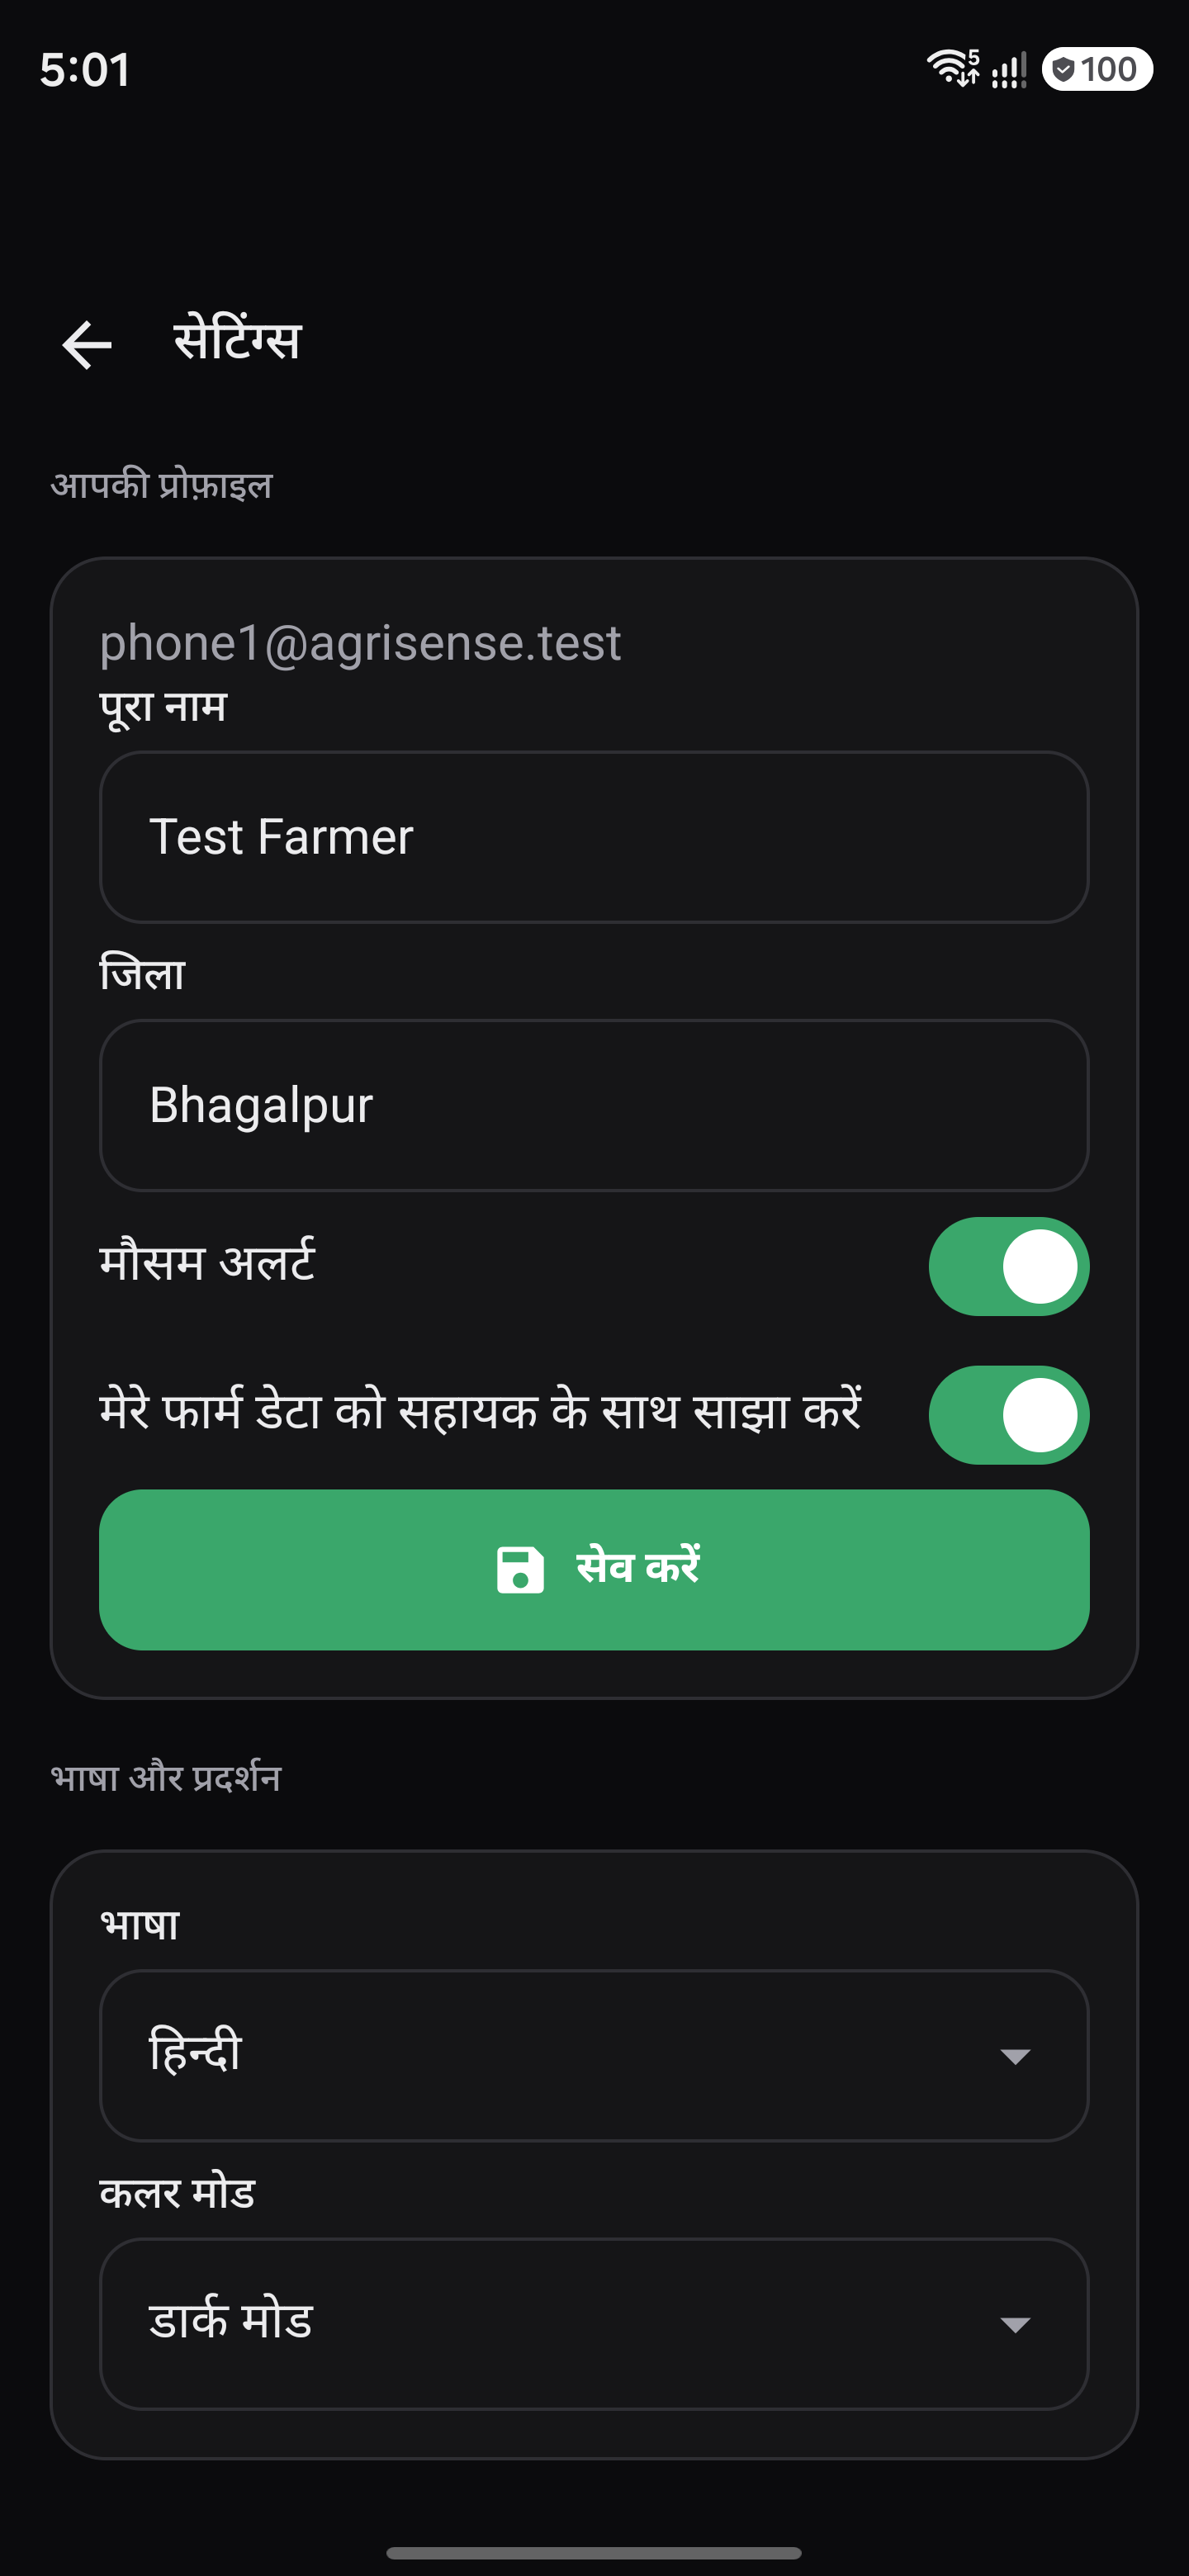 5:01
5
100
सेटिंग्स
आपकी प्रोफ़ाइल
phone1@agrisense.test
पूरा नाम
Test Farmer
जिला
Bhagalpur
मौसम अलर्ट
मेरे फार्म डेटा को सहायक के साथ साझा करें
सेव करें
भाषा और प्रदर्शन
भाषा
हिन्दी
कलर मोड
डार्क मोड